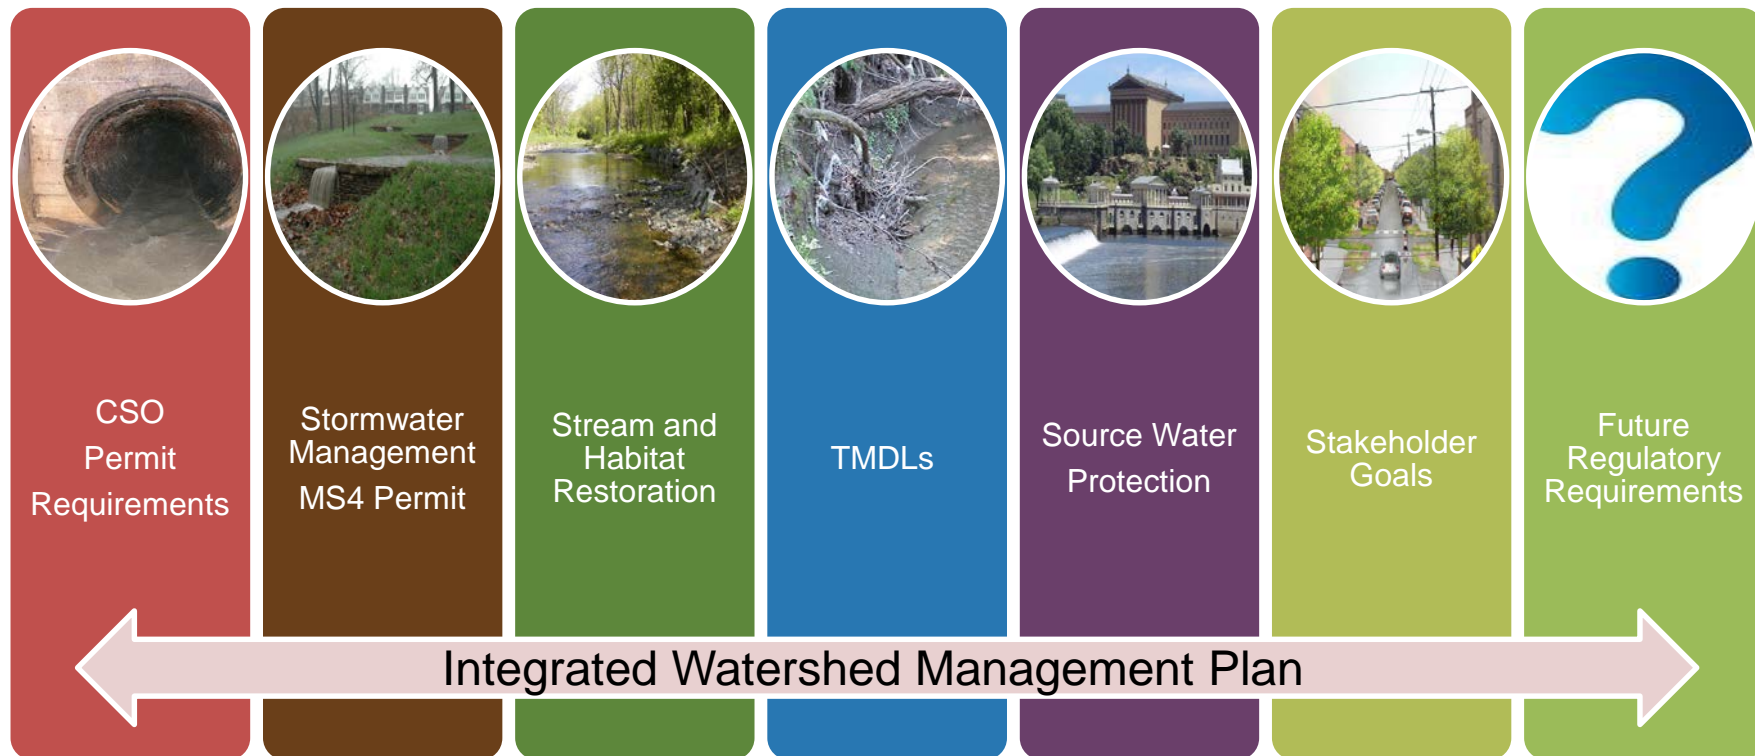 CSO
Permit
Requirements
Stormwater
Management
MS4 Permit
Stream and
Habitat
Restoration
TMDLs
Source Water
Protection
Stakeholder
Goals
Future
Regulatory
Requirements
Integrated Watershed Management Plan